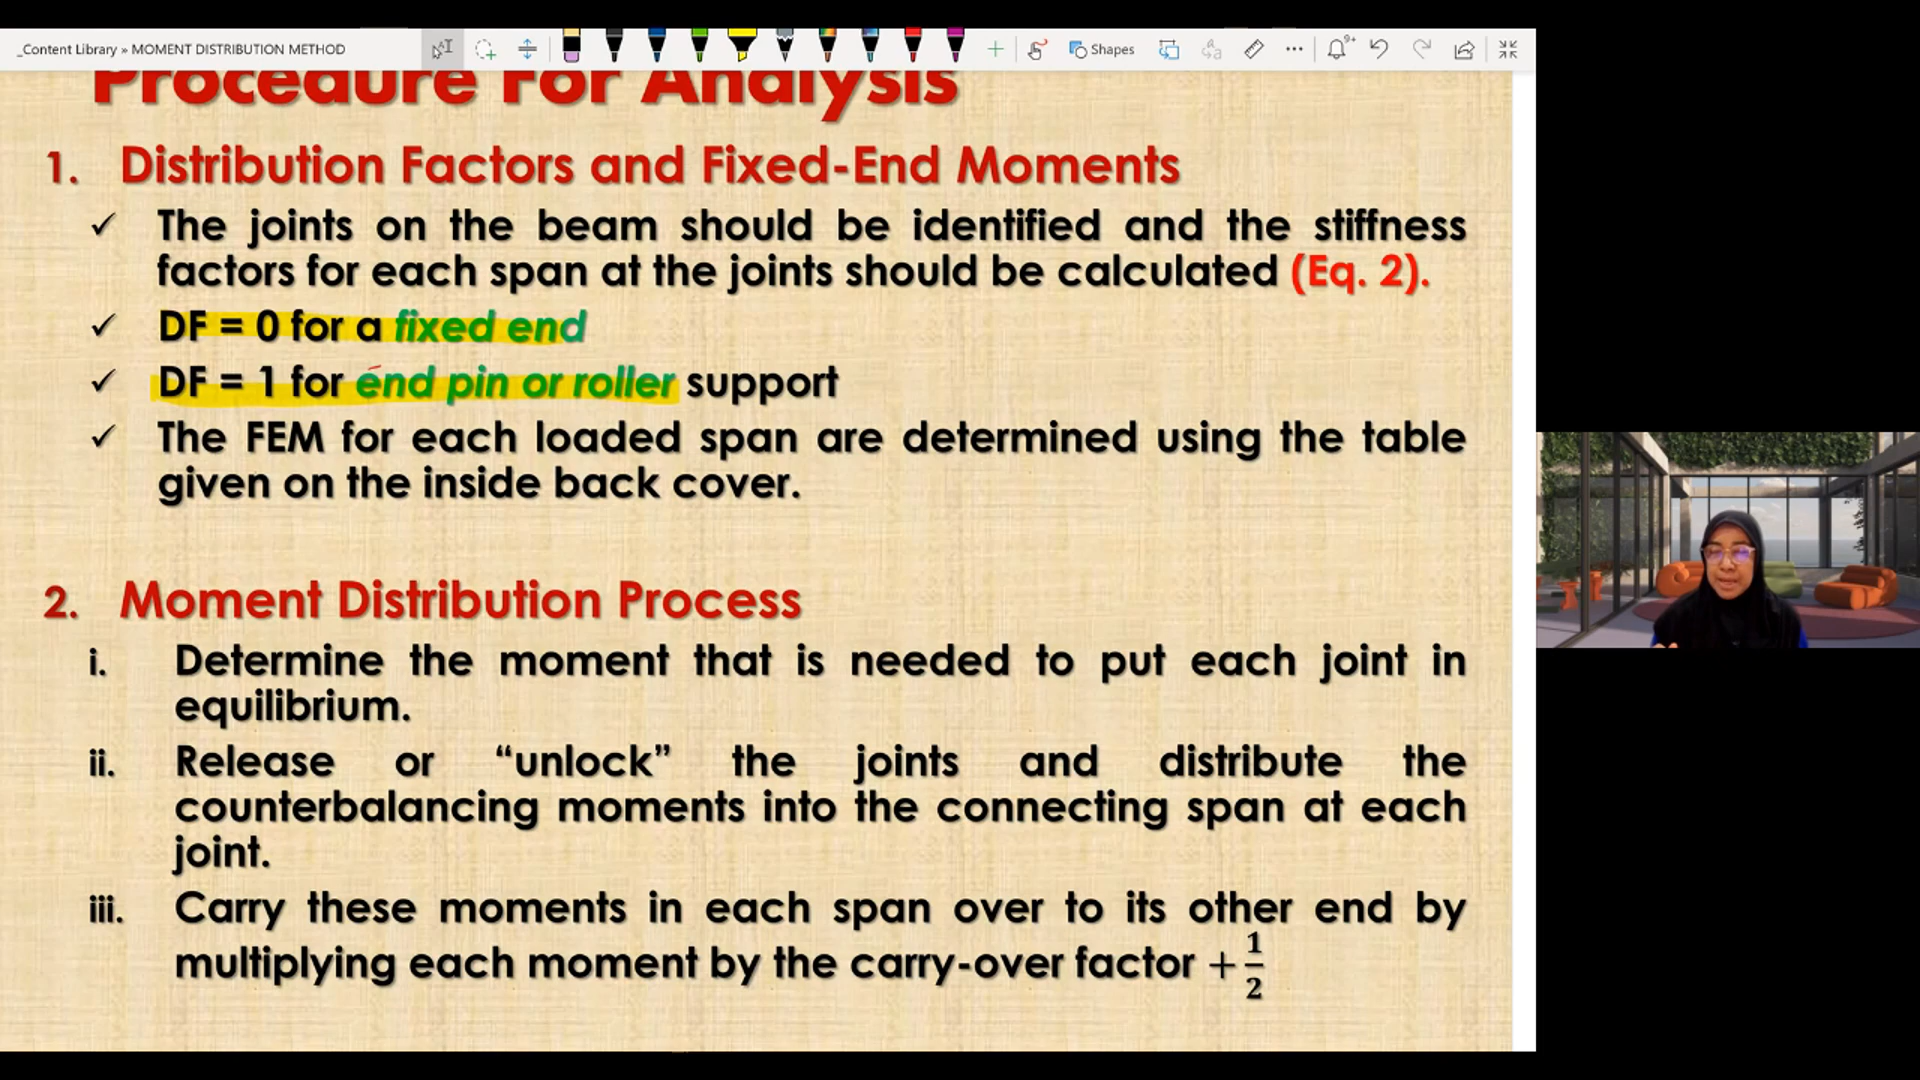 _Content Library » MOMENT DISTRIBUTION METHOD
Shapes
9+
Procedure For Analysis
1. Distribution Factors and Fixed-End Moments
✓ The joints on the beam should be identified and the stiffness
factors for each span at the joints should be calculated (Eq. 2).
✓ DF = 0 for a fixed end
✓ DF = 1 for end pin or roller support
✓ The FEM for each loaded span are determined using the table
given on the inside back cover.
2. Moment Distribution Process
i. Determine the moment that is needed to put each joint in
equilibrium.
ii. Release or “unlock” the joints and distribute the
counterbalancing moments into the connecting span at each
joint.
iii. Carry these moments in each span over to its other end by
multiplying each moment by the carry-over factor +1/2